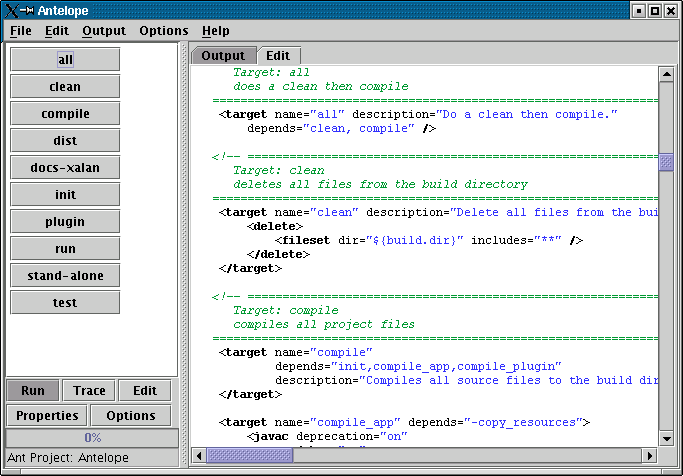 Antelope
File Edit Output Options Help
all
clean
compile
dist
docs-xalan
init
plugin
run
stand-alone
test
Run Trace Edit
Properties Options
0%
Ant Project: Antelope
Output Edit
Target: all
does a clean then compile
===============================================================
<target name="all" description="Do a clean then compile."
depends="clean, compile" />
<!-- ==========================================================
Target: clean
deletes all files from the build directory
===============================================================
<target name="clean" description="Delete all files from the bui
<delete>
<fileset dir="${build.dir}" includes="**" />
</delete>
</target>
<!-- ==========================================================
Target: compile
compiles all project files
===============================================================
<target name="compile"
depends="init,compile_app,compile_plugin"
description="Compiles all source files to the build dir
</target>
<target name="compile_app" depends="-copy_resources">
<javac deprecation="on"